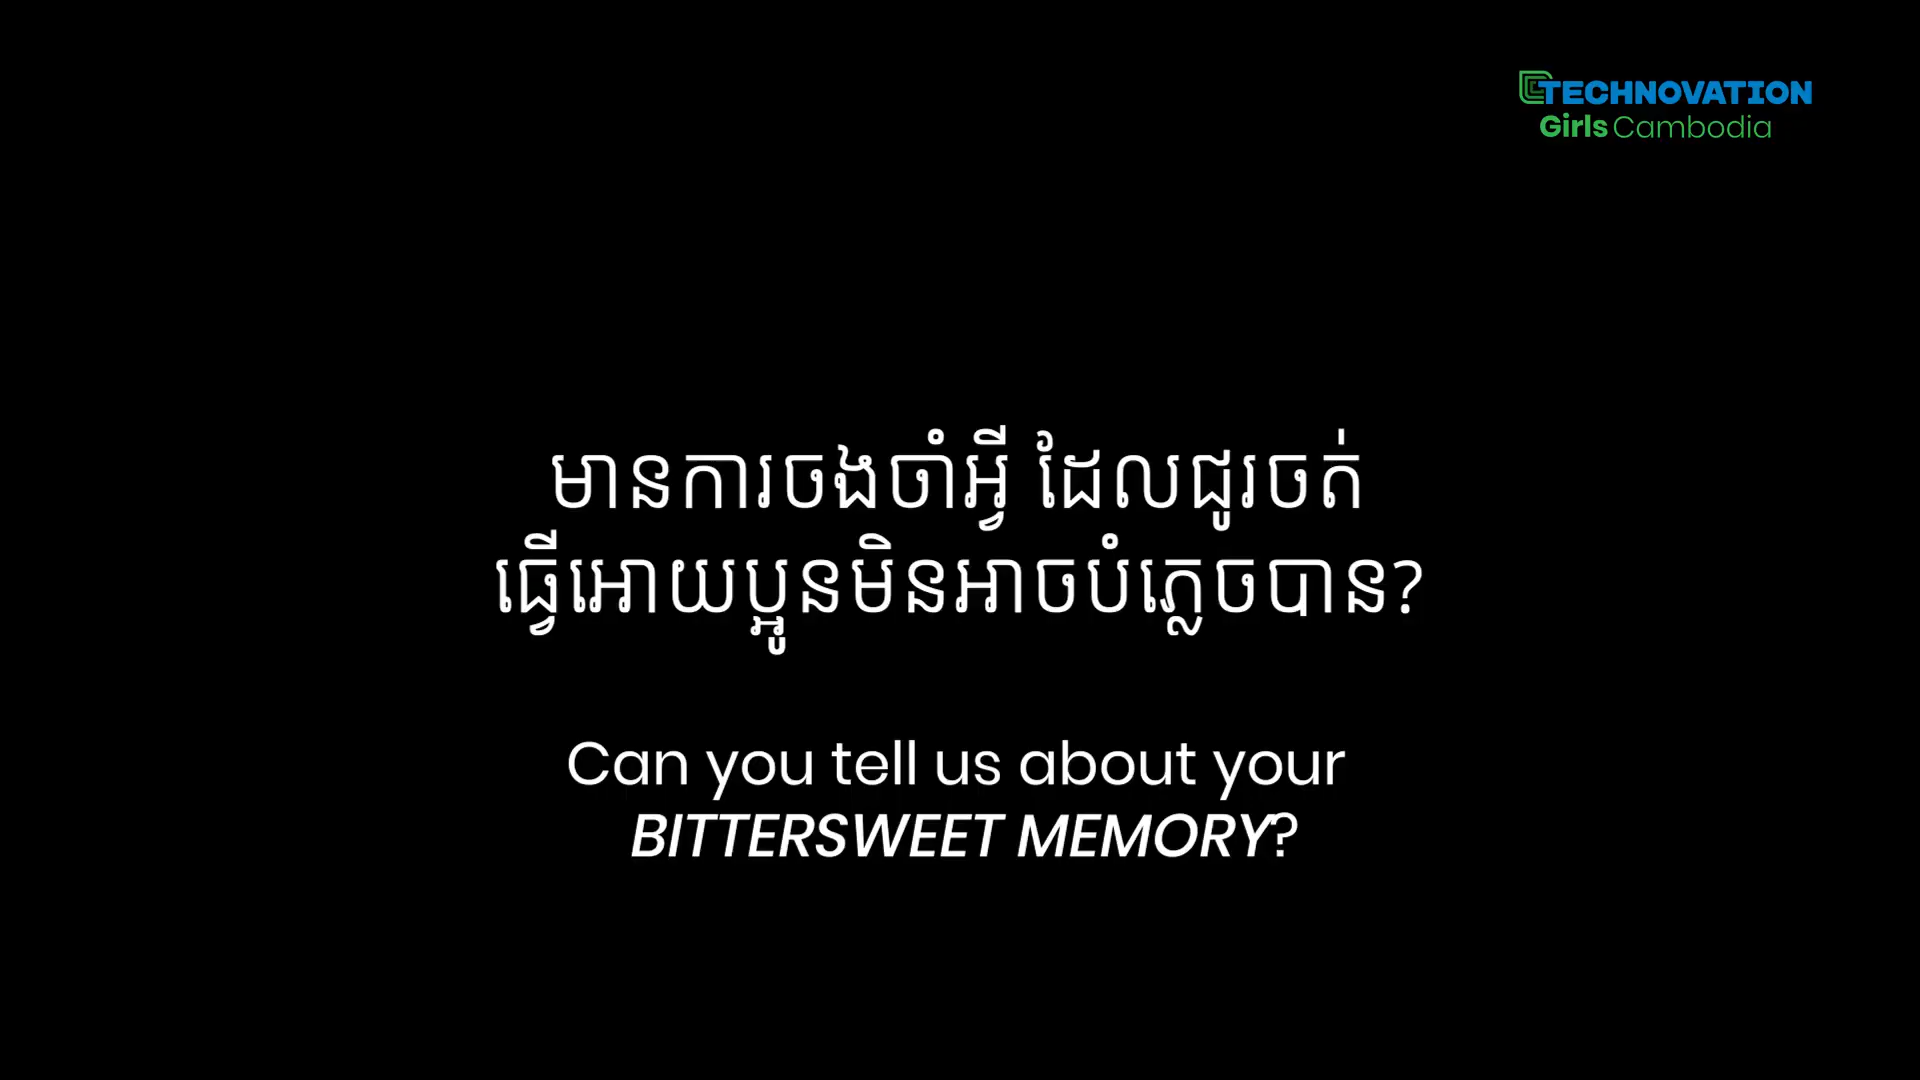 TECHNOVATION
Girls Cambodia
មានការចងចាំអ្វី ដែលជូរចត់
ធ្វើអោយប្អូនមិនអាចបំភ្លេចបាន?
Can you tell us about your
BITTERSWEET MEMORY?